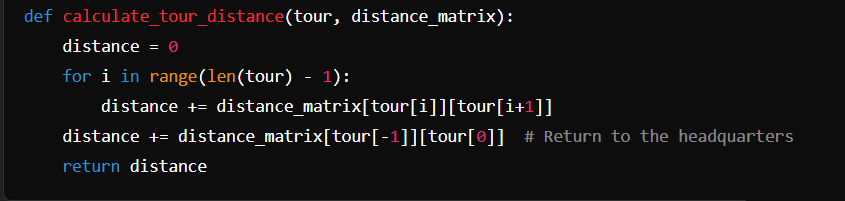 def calculate_tour_distance(tour, distance_matrix):
    distance = 0
    for i in range(len(tour) - 1):
        distance += distance_matrix[tour[i]][tour[i+1]]
    distance += distance_matrix[tour[-1]][tour[0]]  # Return to the headquarters
    return distance